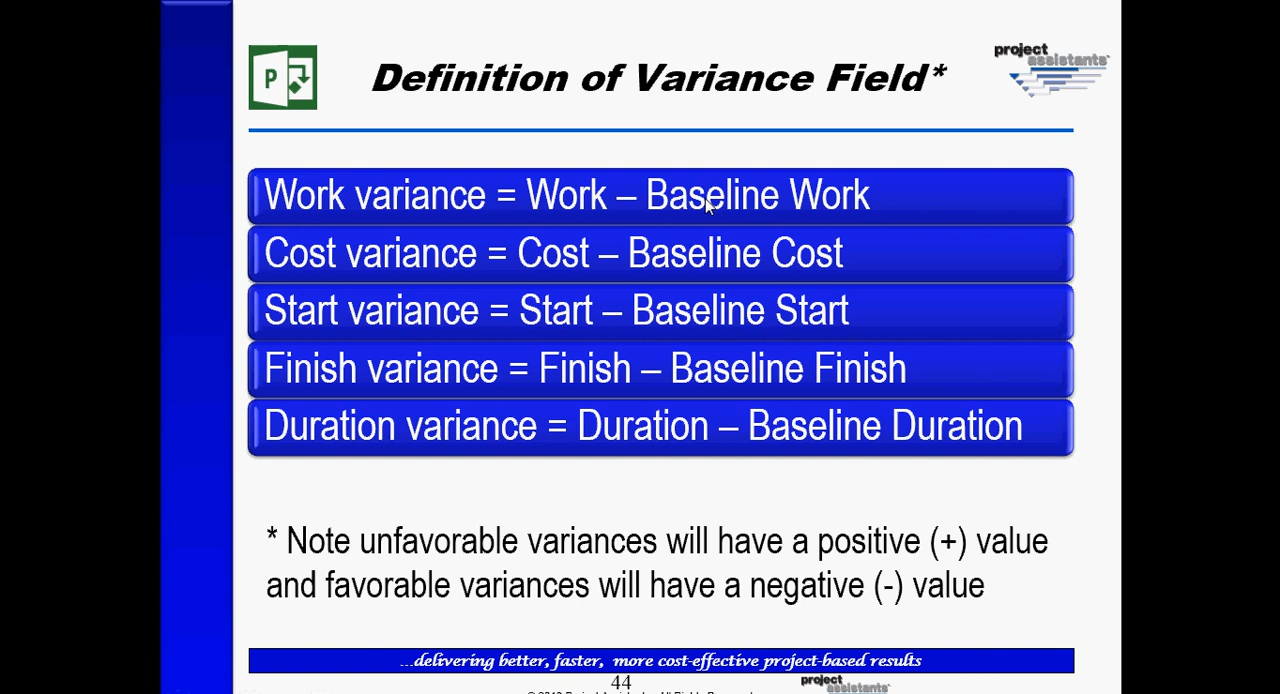 P
Definition of Variance Field*
project
assistants
Work variance = Work – Baseline Work
Cost variance = Cost – Baseline Cost
Start variance = Start – Baseline Start
Finish variance = Finish – Baseline Finish
Duration variance = Duration – Baseline Duration
* Note unfavorable variances will have a positive (+) value
and favorable variances will have a negative (-) value
...delivering better, faster, more cost-effective project-based results
44
project
assistants